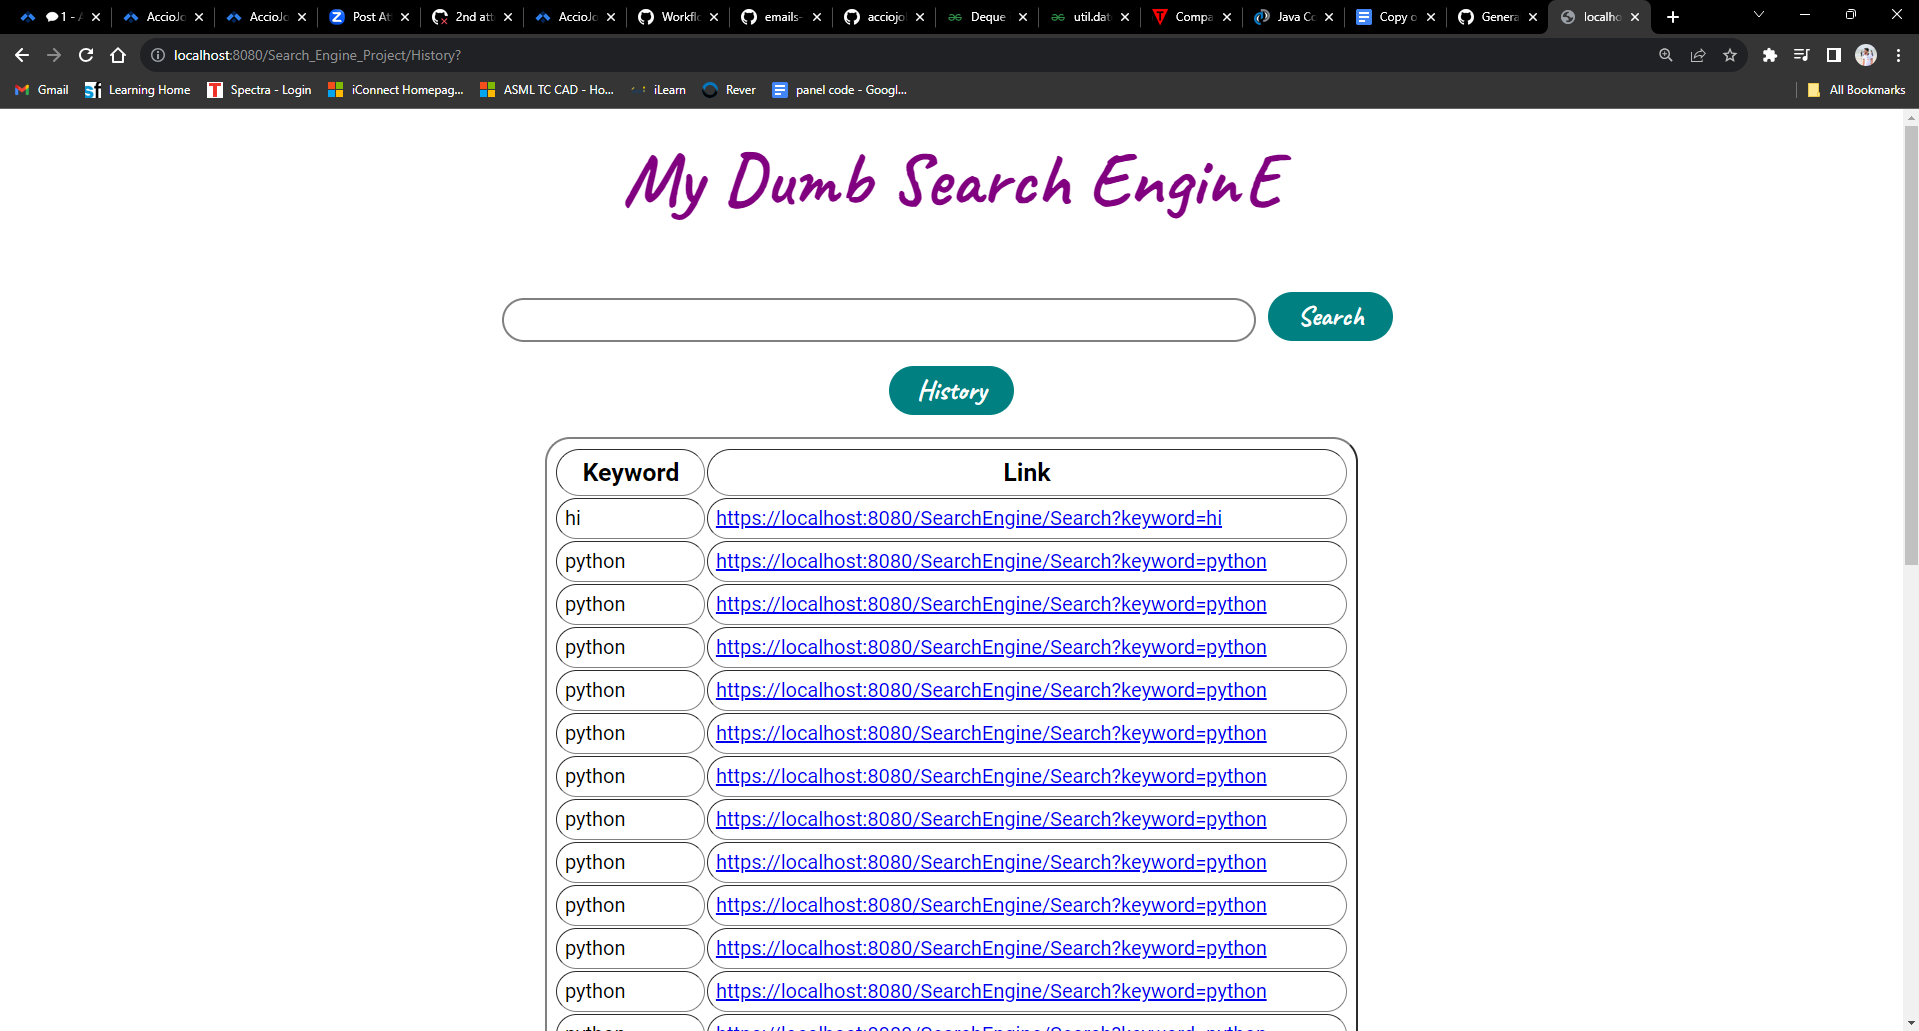 1 - AccioJo AccioJo Post At 2nd att AccioJo Workflo emails- acciojo Deque util.dat Compa Java Co Copy o Genera localho
localhost:8080/Search_Engine_Project/History?
Gmail Learning Home Spectra - Login iConnect Homepag... ASML TC CAD - Ho... iLearn Rever panel code - Googl... All Bookmarks
My Dumb Search EnginE
Search
History
Keyword Link
hi https://localhost:8080/SearchEngine/Search?keyword=hi
python https://localhost:8080/SearchEngine/Search?keyword=python
python https://localhost:8080/SearchEngine/Search?keyword=python
python https://localhost:8080/SearchEngine/Search?keyword=python
python https://localhost:8080/SearchEngine/Search?keyword=python
python https://localhost:8080/SearchEngine/Search?keyword=python
python https://localhost:8080/SearchEngine/Search?keyword=python
python https://localhost:8080/SearchEngine/Search?keyword=python
python https://localhost:8080/SearchEngine/Search?keyword=python
python https://localhost:8080/SearchEngine/Search?keyword=python
python https://localhost:8080/SearchEngine/Search?keyword=python
python https://localhost:8080/SearchEngine/Search?keyword=python